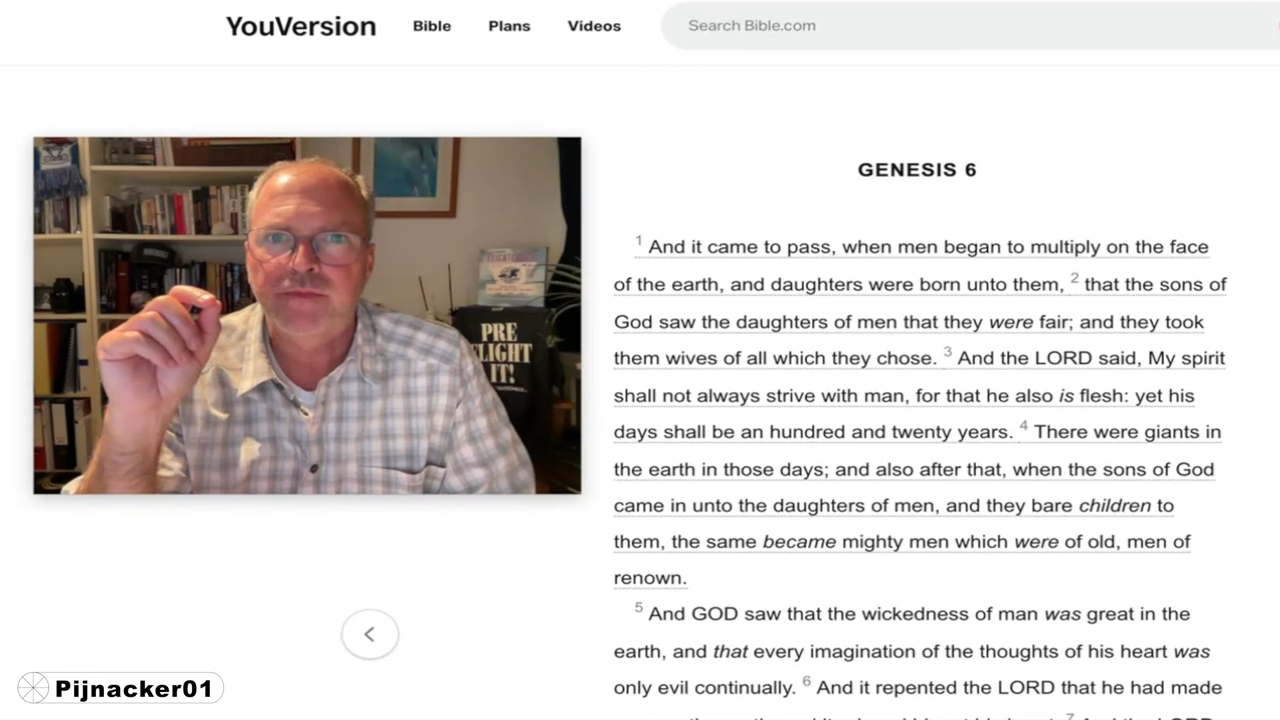 YouVersion Bible Plans Videos Search Bible.com
PRE
FLIGHT
IT!
GENESIS 6
1 And it came to pass, when men began to multiply on the face
of the earth, and daughters were born unto them, 2 that the sons of
God saw the daughters of men that they were fair; and they took
them wives of all which they chose. 3 And the LORD said, My spirit
shall not always strive with man, for that he also is flesh: yet his
days shall be an hundred and twenty years. 4 There were giants in
the earth in those days; and also after that, when the sons of God
came in unto the daughters of men, and they bare children to
them, the same became mighty men which were of old, men of
renown.
5 And GOD saw that the wickedness of man was great in the
earth, and that every imagination of the thoughts of his heart was
only evil continually. 6 And it repented the LORD that he had made
Pijnacker01